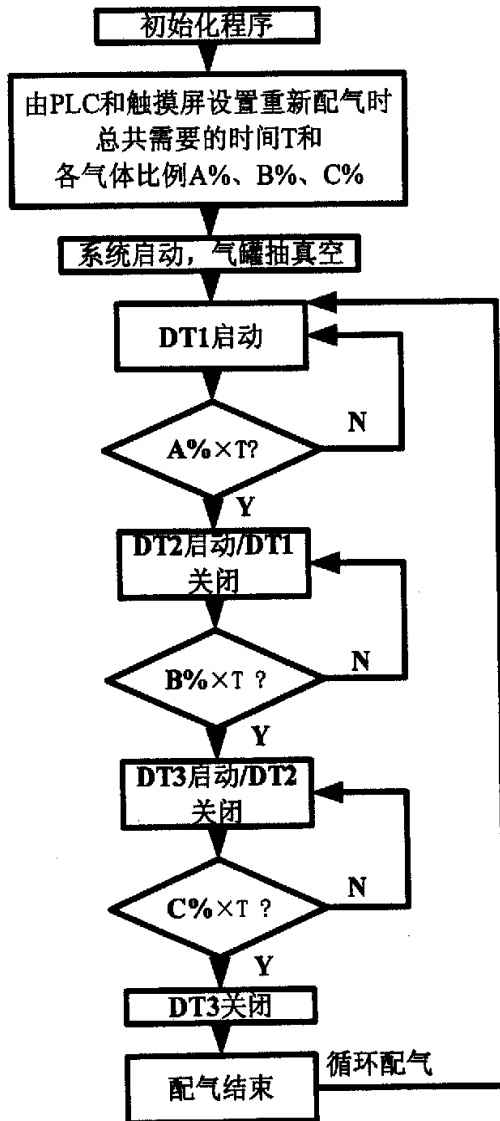 初始化程序
由PLC和触摸屏设置重新配气时
总共需要的时间T和
各气体比例A%、B%、C%
系统启动，气罐抽真空
DT1启动
N
A%×T?
Y
DT2启动/DT1
关闭
N
B%×T ?
Y
DT3启动/DT2
关闭
N
C%×T ?
Y
DT3关闭
循环配气
配气结束